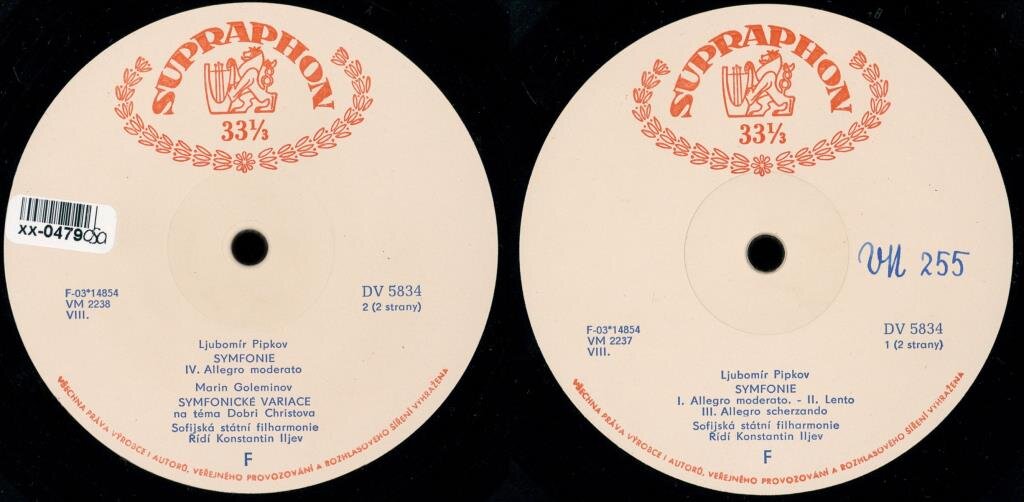 SUPRAPHON
33⅓
xx-0479
F-03*14854
VM 2238
VIII.
DV 5834
2 (2 strany)
Ljubomír Pipkov
SYMFONIE
IV. Allegro moderato
Marin Goleminov
SYMFONICKÉ VARIACE
na téma Dobri Christova
Sofijská státní filharmonie
Řídí Konstantin Iljev
F
VŠECHNA PRÁVA VÝROBCE I AUTORŮ, VEŘEJNÉHO PROVOZOVÁNÍ A ROZHLASOVÉHO ŠÍŘENÍ VYHRAŽENA
SUPRAPHON
33⅓
VH 255
F-03*14854
VM 2237
VIII.
DV 5834
1 (2 strany)
Ljubomír Pipkov
SYMFONIE
I. Allegro moderato. - II. Lento
III. Allegro scherzando
Sofijská státní filharmonie
Řídí Konstantin Iljev
F
VŠECHNA PRÁVA VÝROBCE I AUTORŮ, VEŘEJNÉHO PROVOZOVÁNÍ A ROZHLASOVÉHO ŠÍŘENÍ VYHRAŽENA